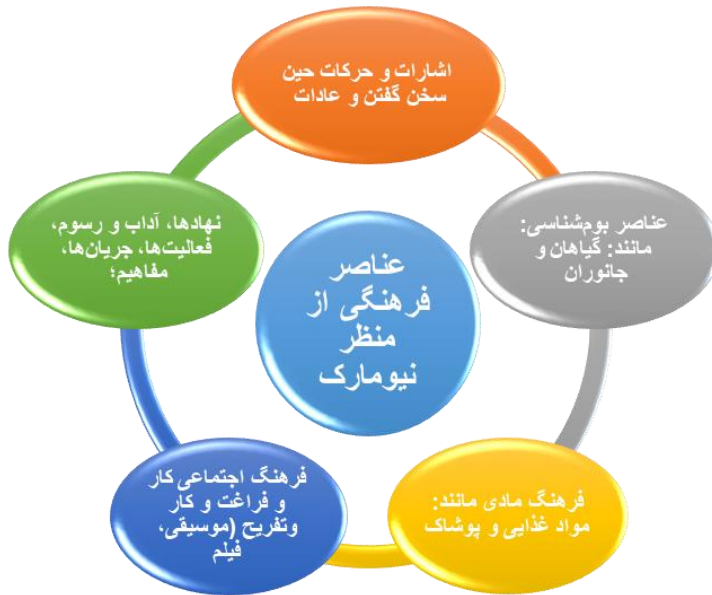 اشارات و حرکات حین
سخن گفتن و عادات
عناصر بوم‌شناسی:
مانند: گیاهان و
جانوران
فرهنگ مادی مانند:
مواد غذایی و پوشاک
فرهنگ اجتماعی کار
و فراغت و کار
وتفریح (موسیقی،
فیلم
نهادها، آداب و رسوم،
فعالیت‌ها، جریان‌ها،
مفاهیم؛
عناصر
فرهنگی از
منظر
نیومارک